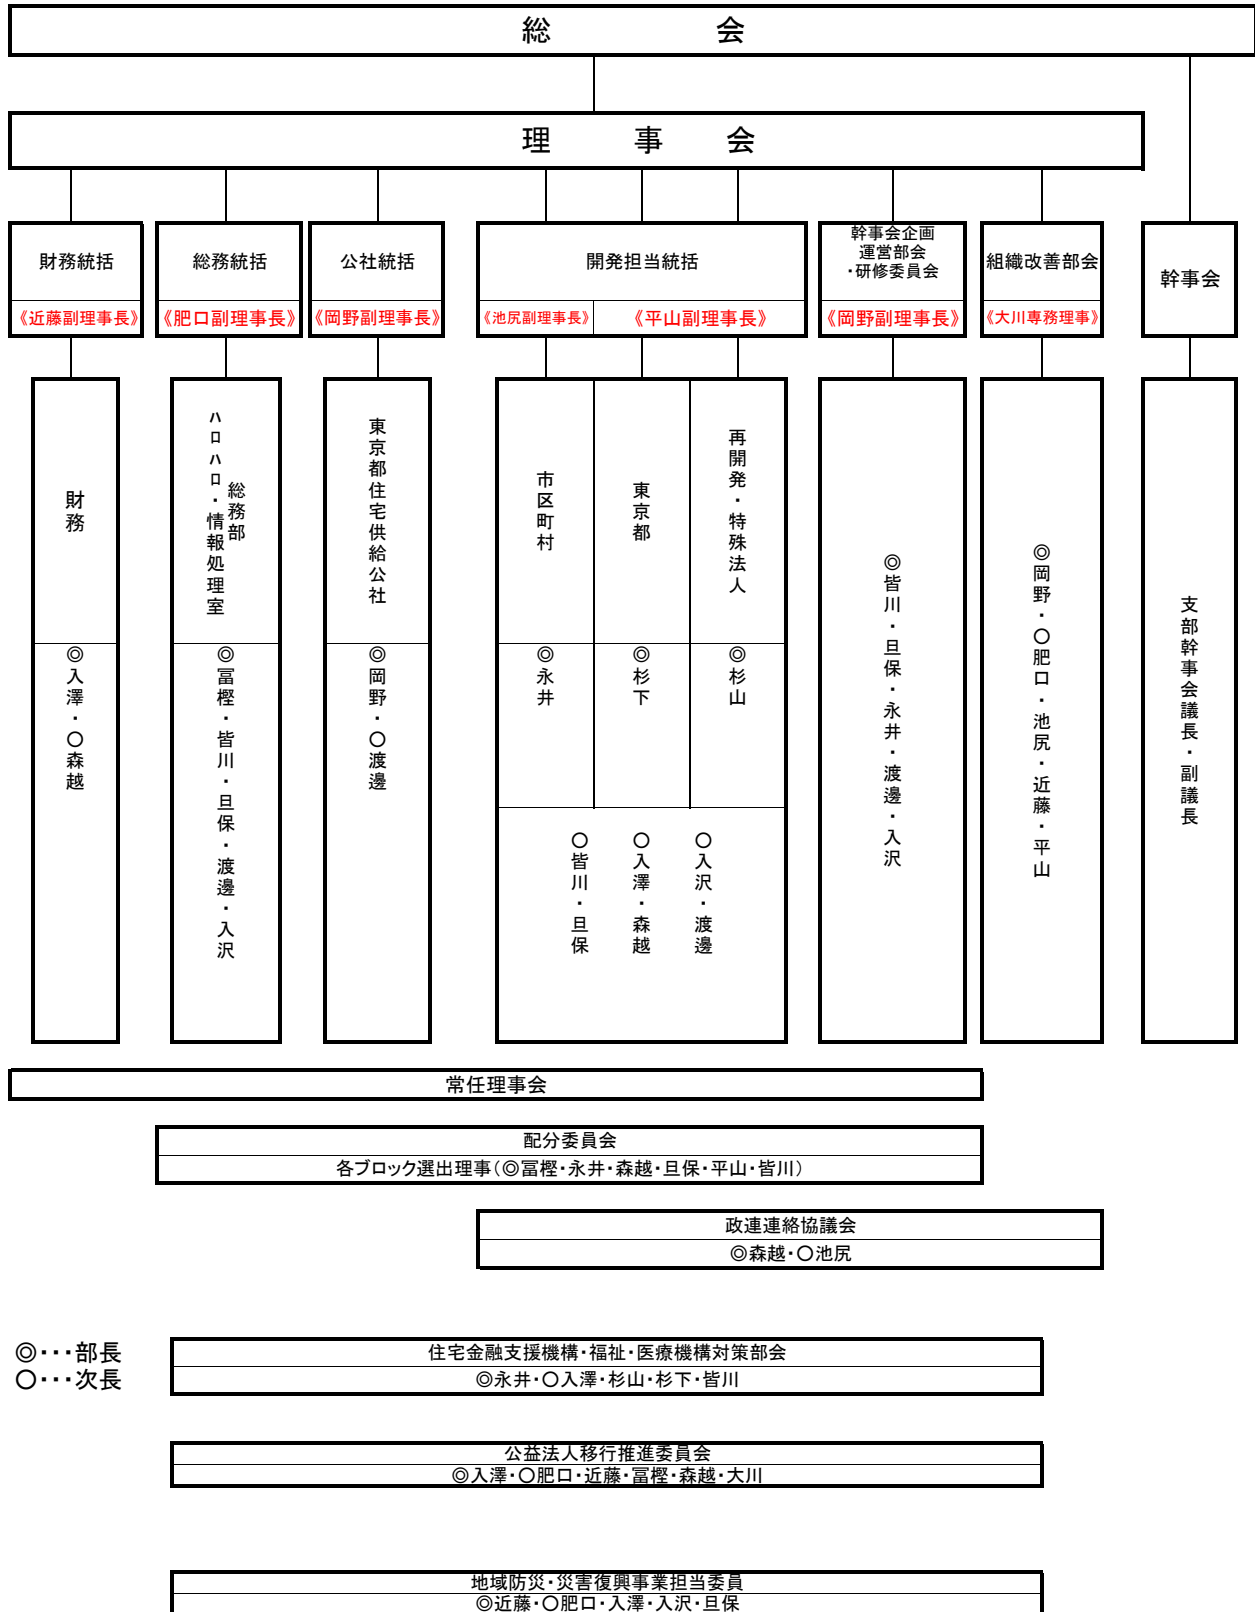 総　会
理　事　会
財務統括
《近藤副理事長》
総務統括
《肥口副理事長》
公社統括
《岡野副理事長》
開発担当統括
《池尻副理事長》
《平山副理事長》
幹事会企画
運営部会
・研修委員会
《岡野副理事長》
組織改善部会
《大川専務理事》
幹事会
財務
◎入澤・〇森越
総務部
ハロハロ・情報処理室
◎冨樫・皆川・旦保・渡邊・入沢
東京都住宅供給公社
◎岡野・〇渡邊
市区町村
◎永井
東京都
◎杉下
再開発・特殊法人
◎杉山
〇皆川・旦保
〇入澤・森越
〇入沢・渡邊
◎皆川・旦保・永井・渡邊・入沢
◎岡野・〇肥口・池尻・近藤・平山
支部幹事会議長・副議長
常任理事会
配分委員会
各ブロック選出理事（◎冨樫・永井・森越・旦保・平山・皆川）
政連連絡協議会
◎森越・〇池尻
◎・・・部長
〇・・・次長
住宅金融支援機構・福祉・医療機構対策部会
◎永井・〇入澤・杉山・杉下・皆川
公益法人移行推進委員会
◎入澤・〇肥口・近藤・冨樫・森越・大川
地域防災・災害復興事業担当委員
◎近藤・〇肥口・入澤・入沢・旦保